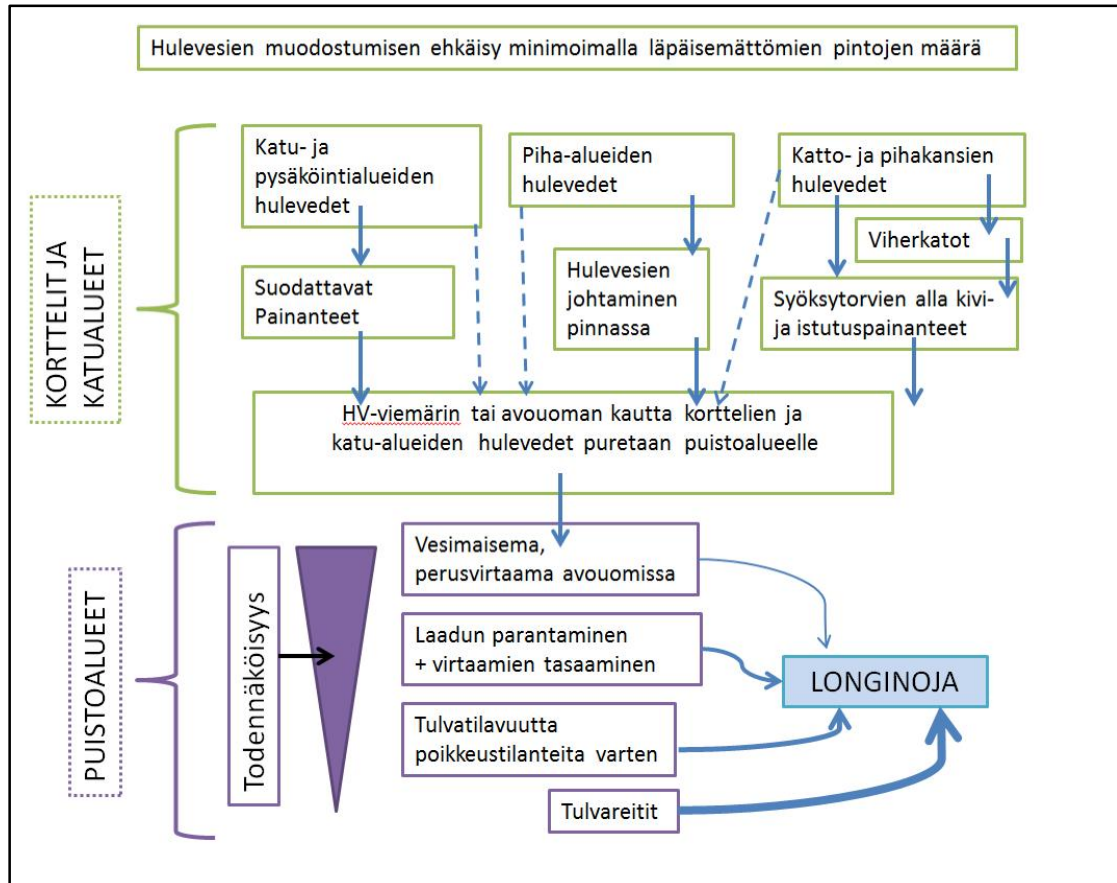 Hulevesien muodostumisen ehkäisy minimoimalla läpäisemättömien pintojen määrä
KORTTELIT JA
KATUALUEET
Katu- ja
pysäköintialueiden
hulevedet
Piha-alueiden
hulevedet
Katto- ja pihakansien
hulevedet
Viherkatot
Suodattavat
Painanteet
Hulevesien
johtaminen
pinnassa
Syöksytorvien alla kivi-
ja istutuspainanteet
HV-viemärin tai avouoman kautta korttelien ja
katu-alueiden hulevedet puretaan puistoalueelle
PUISTOALUEET
Todennäköisyys
Vesimaisema,
perusvirtaama avouomissa
Laadun parantaminen
+ virtaamien tasaaminen
LONGINOJA
Tulvatilavuutta
poikkeustilanteita varten
Tulvareitit